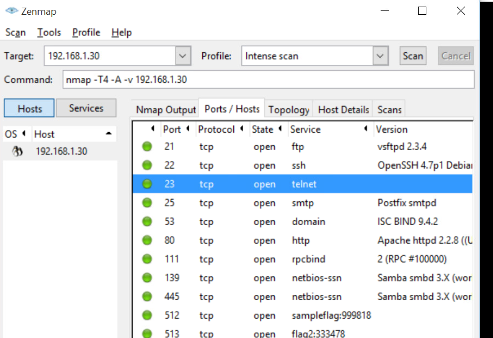 Zenmap
Scan Tools Profile Help
Target: 192.168.1.30 Profile: Intense scan Scan Cancel
Command: nmap -T4 -A -v 192.168.1.30
Hosts Services Nmap Output Ports / Hosts Topology Host Details Scans
OS Host Port Protocol State Service Version
192.168.1.30
21 tcp open ftp vsftpd 2.3.4
22 tcp open ssh OpenSSH 4.7p1 Debian
23 tcp open telnet
25 tcp open smtp Postfix smtpd
53 tcp open domain ISC BIND 9.4.2
80 tcp open http Apache httpd 2.2.8 ((U
111 tcp open rpcbind 2 (RPC #100000)
139 tcp open netbios-ssn Samba smbd 3.X (wor
445 tcp open netbios-ssn Samba smbd 3.X (wor
512 tcp open sampleflag:999818
513 tcp open flag2:333478